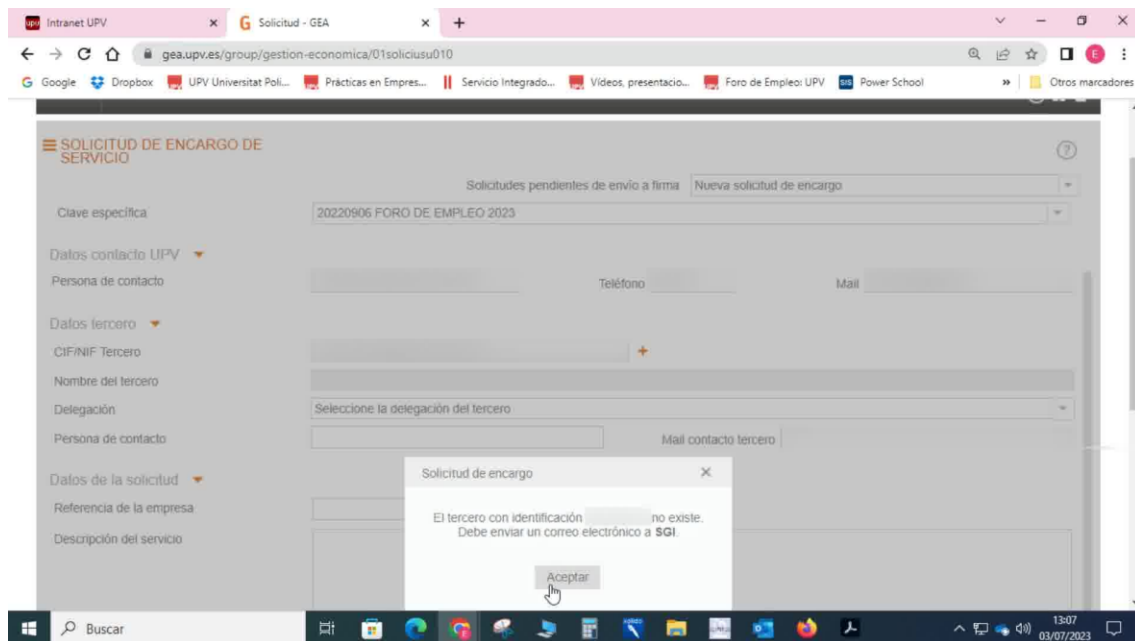 Intranet UPV
Solicitud - GEA
gea.upv.es/group/gestion-economica/01soliciusu010
E
Google
Dropbox
UPV Universitat Poli...
Prácticas en Empres...
Servicio Integrado...
Vídeos, presentacio...
Foro de Empleo: UPV
SIS
Power School
Otros marcadores
SOLICITUD DE ENCARGO DE
SERVICIO
Solicitudes pendientes de envío a firma Nueva solicitud de encargo
Clave específica 20220906 FORO DE EMPLEO 2023
Datos contacto UPV
Persona de contacto Teléfono Mail
Datos tercero
CIF/NIF Tercero
Nombre del tercero
Delegación Seleccione la delegación del tercero
Persona de contacto Mail contacto tercero
Datos de la solicitud
Referencia de la empresa
Descripción del servicio
Solicitud de encargo
El tercero con identificación no existe.
Debe enviar un correo electrónico a SGI.
Aceptar
Buscar
13:07
03/07/2023